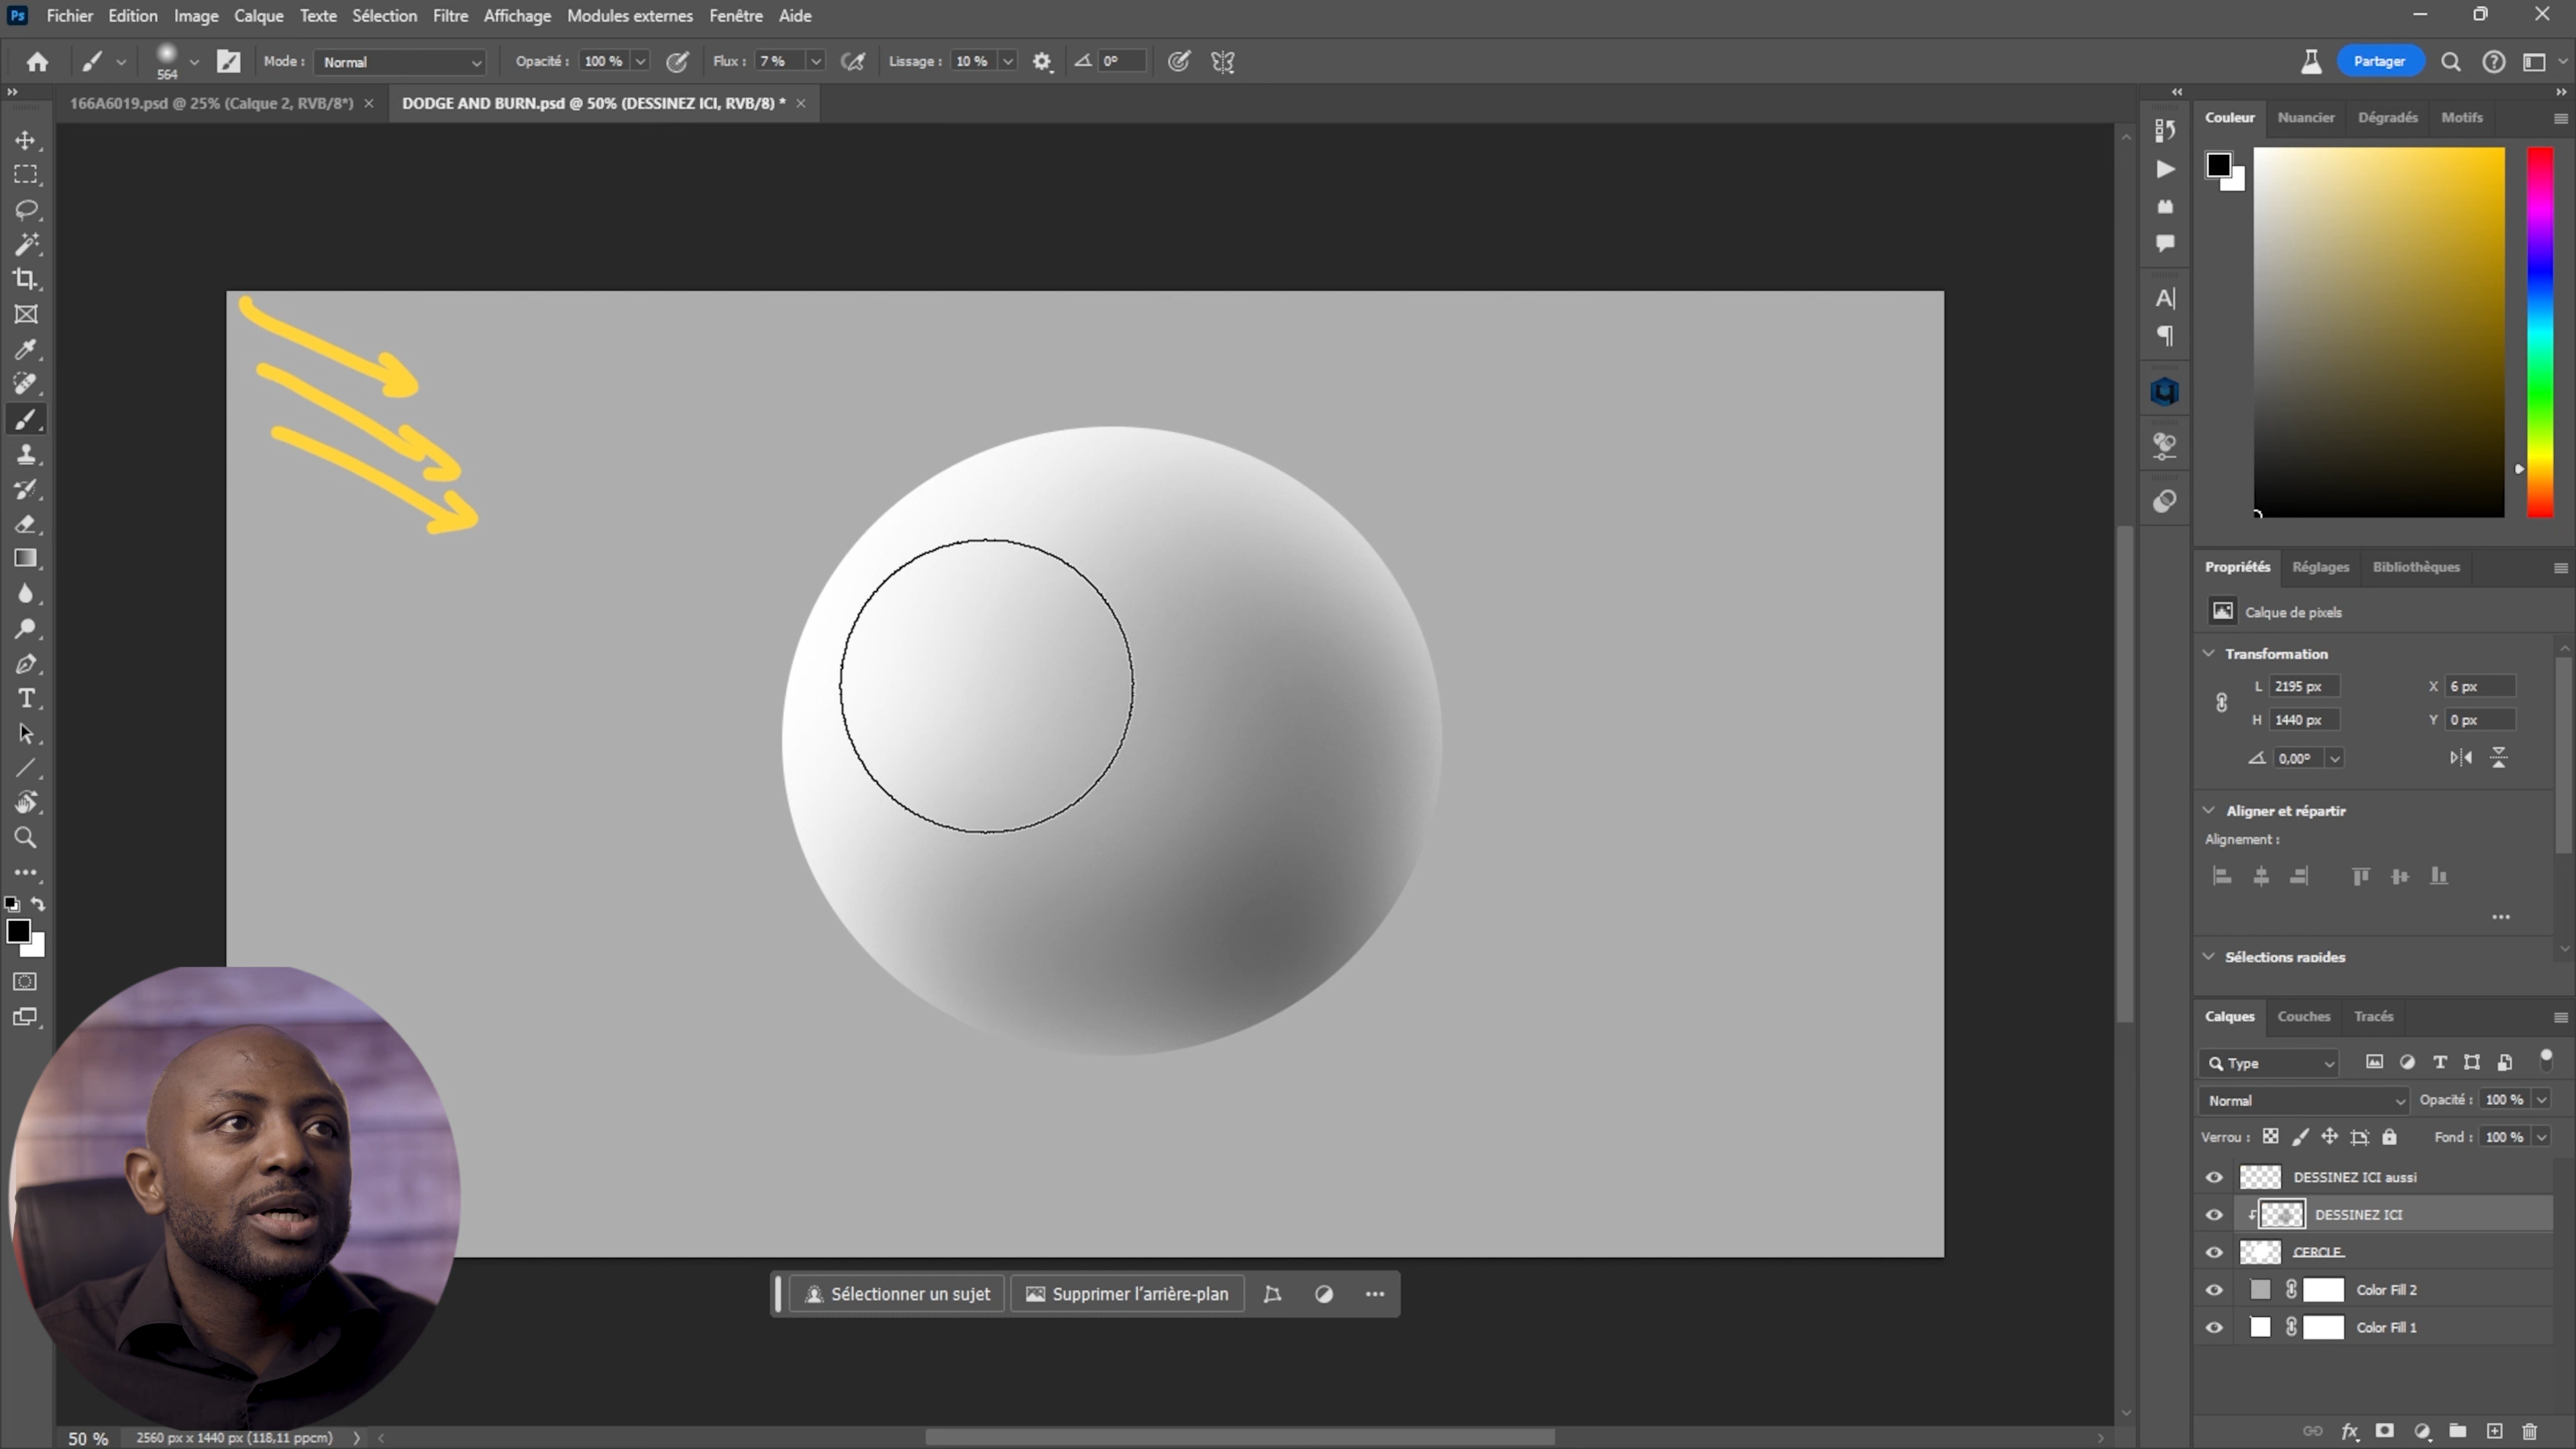 Ps Fichier Edition Image Calque Texte Sélection Filtre Affichage Modules externes Fenêtre Aide
564 Mode : Normal Opacité : 100 % Flux : 7 % Lissage : 10 % 0° Partager
166A6019.psd @ 25% (Calque 2, RVB/8*) DODGE AND BURN.psd @ 50% (DESSINEZ ICI, RVB/8) *
Couleur Nuancier Dégradés Motifs
Propriétés Réglages Bibliothèques
Calque de pixels
Transformation
L 2195 px X 6 px
H 1440 px Y 0 px
0,00°
Aligner et répartir
Alignement :
Sélections rapides
Calques Couches Tracés
Type
Normal Opacité : 100 %
Verrou : Fond : 100 %
DESSINEZ ICI aussi
DESSINEZ ICI
CERCLE
Color Fill 2
Color Fill 1
Sélectionner un sujet Supprimer l'arrière-plan
50 % 2560 px x 1440 px (118,11 ppcm)